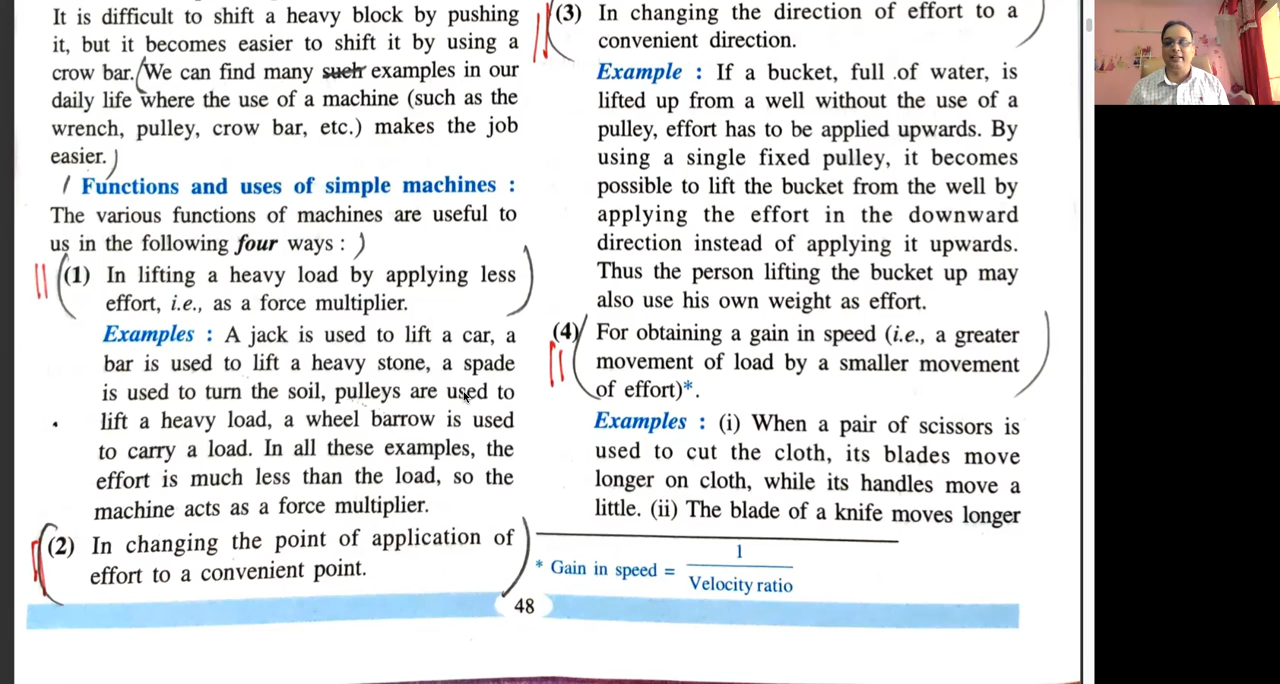 It is difficult to shift a heavy block by pushing
it, but it becomes easier to shift it by using a
crow bar. We can find many such examples in our
daily life where the use of a machine (such as the
wrench, pulley, crow bar, etc.) makes the job
easier.
Functions and uses of simple machines :
The various functions of machines are useful to
us in the following four ways :
(1) In lifting a heavy load by applying less
effort, i.e., as a force multiplier.
Examples : A jack is used to lift a car, a
bar is used to lift a heavy stone, a spade
is used to turn the soil, pulleys are used to
lift a heavy load, a wheel barrow is used
to carry a load. In all these examples, the
effort is much less than the load, so the
machine acts as a force multiplier.
(2) In changing the point of application of
effort to a convenient point.
(3) In changing the direction of effort to a
convenient direction.
Example : If a bucket, full .of water, is
lifted up from a well without the use of a
pulley, effort has to be applied upwards. By
using a single fixed pulley, it becomes
possible to lift the bucket from the well by
applying the effort in the downward
direction instead of applying it upwards.
Thus the person lifting the bucket up may
also use his own weight as effort.
(4) For obtaining a gain in speed (i.e., a greater
movement of load by a smaller movement
of effort)*.
Examples : (i) When a pair of scissors is
used to cut the cloth, its blades move
longer on cloth, while its handles move a
little. (ii) The blade of a knife moves longer
* Gain in speed = 1
Velocity ratio
48